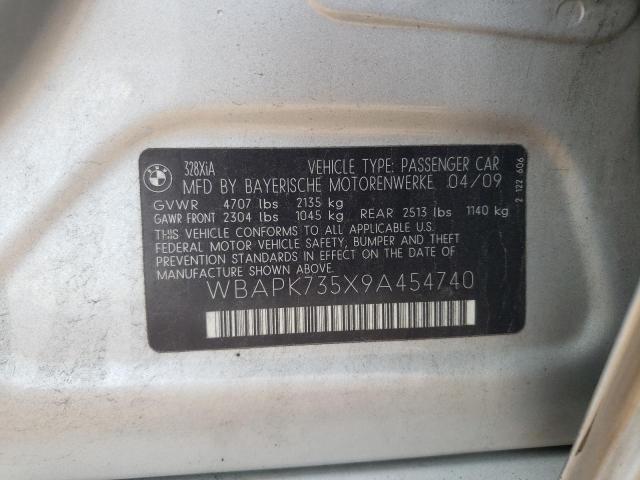 BMW
328XiA VEHICLE TYPE: PASSENGER CAR
MFD BY BAYERISCHE MOTORENWERKE 04/09
GVWR 4707 lbs 2135 kg
GAWR FRONT 2304 lbs 1045 kg REAR 2513 lbs 1140 kg
THIS VEHICLE CONFORMS TO ALL APPLICABLE U.S.
FEDERAL MOTOR VEHICLE SAFETY, BUMPER AND THEFT
PREVENTION STANDARDS IN EFFECT ON THE DATE OF
MANUFACTURE SHOWN ABOVE.
WBAPK735X9A454740
2 122 606